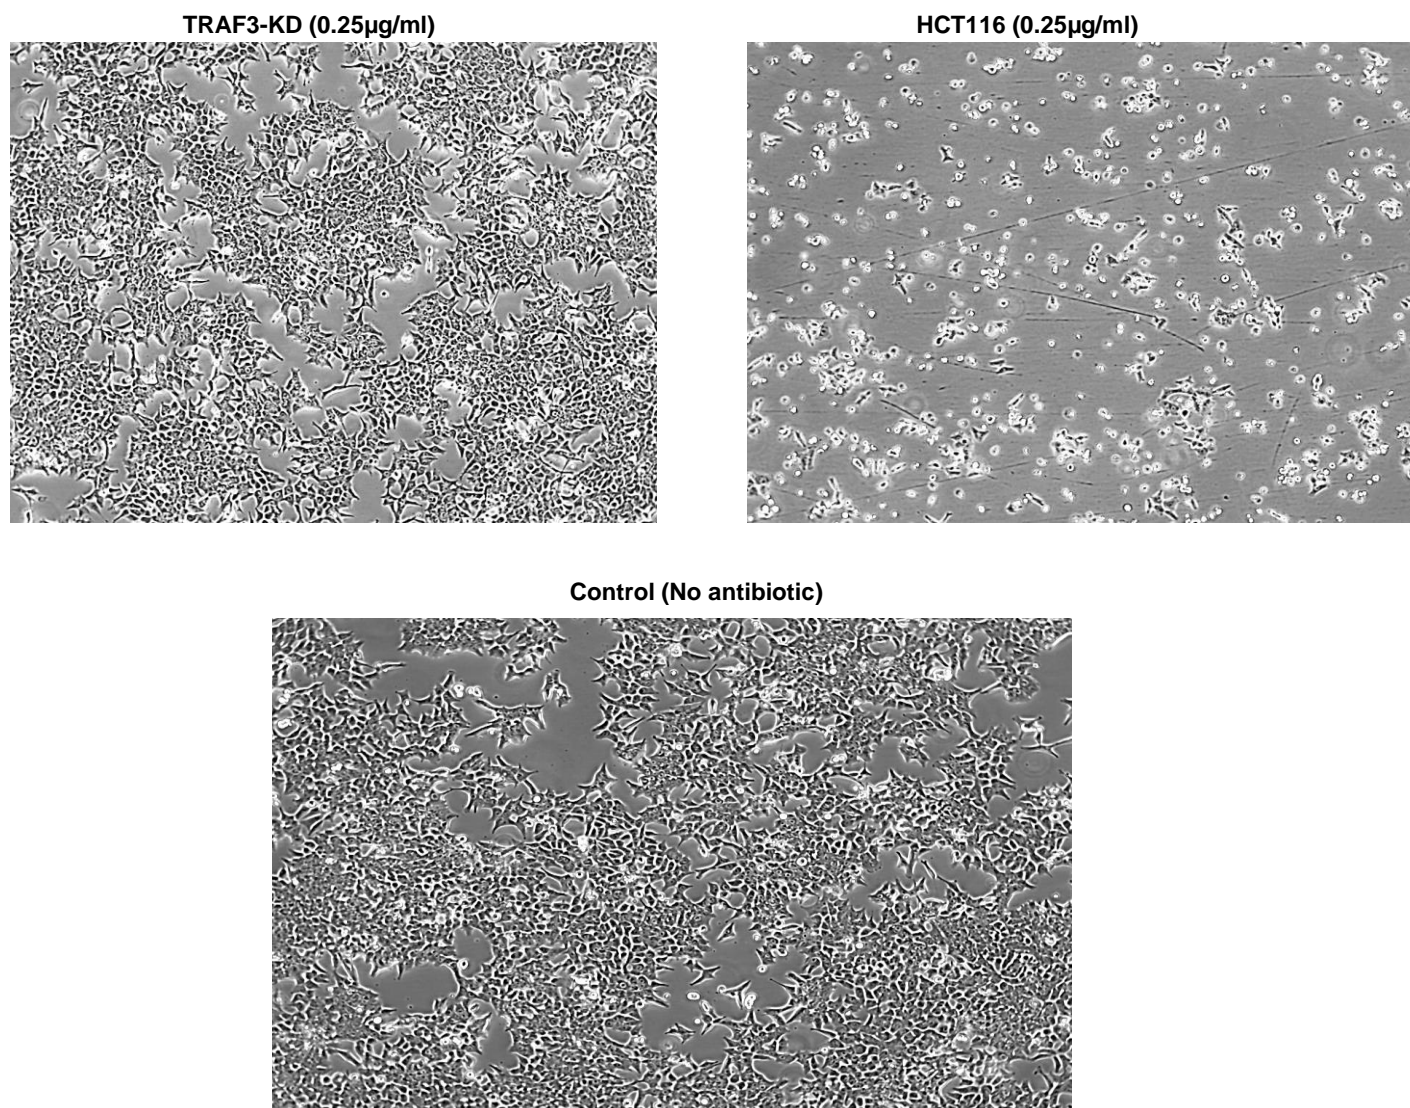 TRAF3-KD (0.25µg/ml)
HCT116 (0.25µg/ml)
Control (No antibiotic)